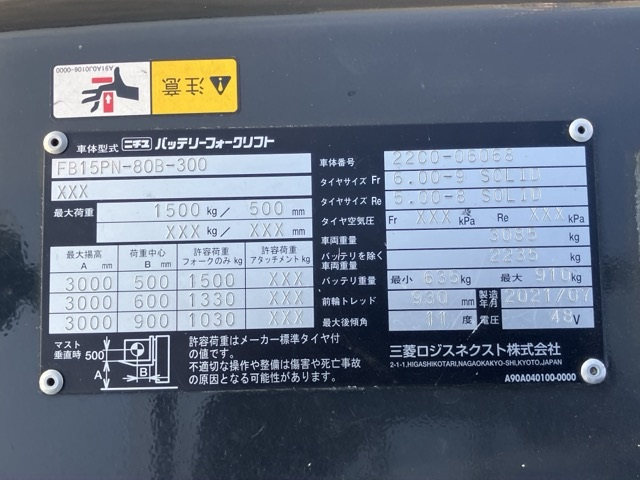 A91A0J0106-0000
注意
車体型式 ニチユ バッテリーフォークリフト
FB15PN-80B-300
XXX
最大荷重 1500 kg/ 500 mm
XXX kg/ XXX mm
最大揚高 A mm 荷重中心 B mm 許容荷重 フォークのみ kg 許容荷重 アタッチメント kg
3000 500 1500 XXX
3000 600 1330 XXX
3000 900 1030 XXX
マスト垂直時 500 A B
許容荷重はメーカー標準タイヤ付
の値です。
不適切な操作や整備は傷害や死亡事故
の原因となる可能性があります。
車体番号 22C0-06066
タイヤサイズ Fr 6.00-9 SOLID
タイヤサイズ Re 5.00-8 SOLID
タイヤ空気圧 Fr XXX kPa Re XXX kPa
車両重量 3085 kg
バッテリを除く車両重量 2235 kg
バッテリ重量 最小 635 kg 最大 910 kg
前輪トレッド 930 mm 製造年月 2021/07
最大後傾角 11 度 電圧 48 V
三菱ロジスネクスト株式会社
2-1-1,HIGASHIKOTARI,NAGAOKAKYO-SHI,KYOTO,JAPAN
A90A040100-0000